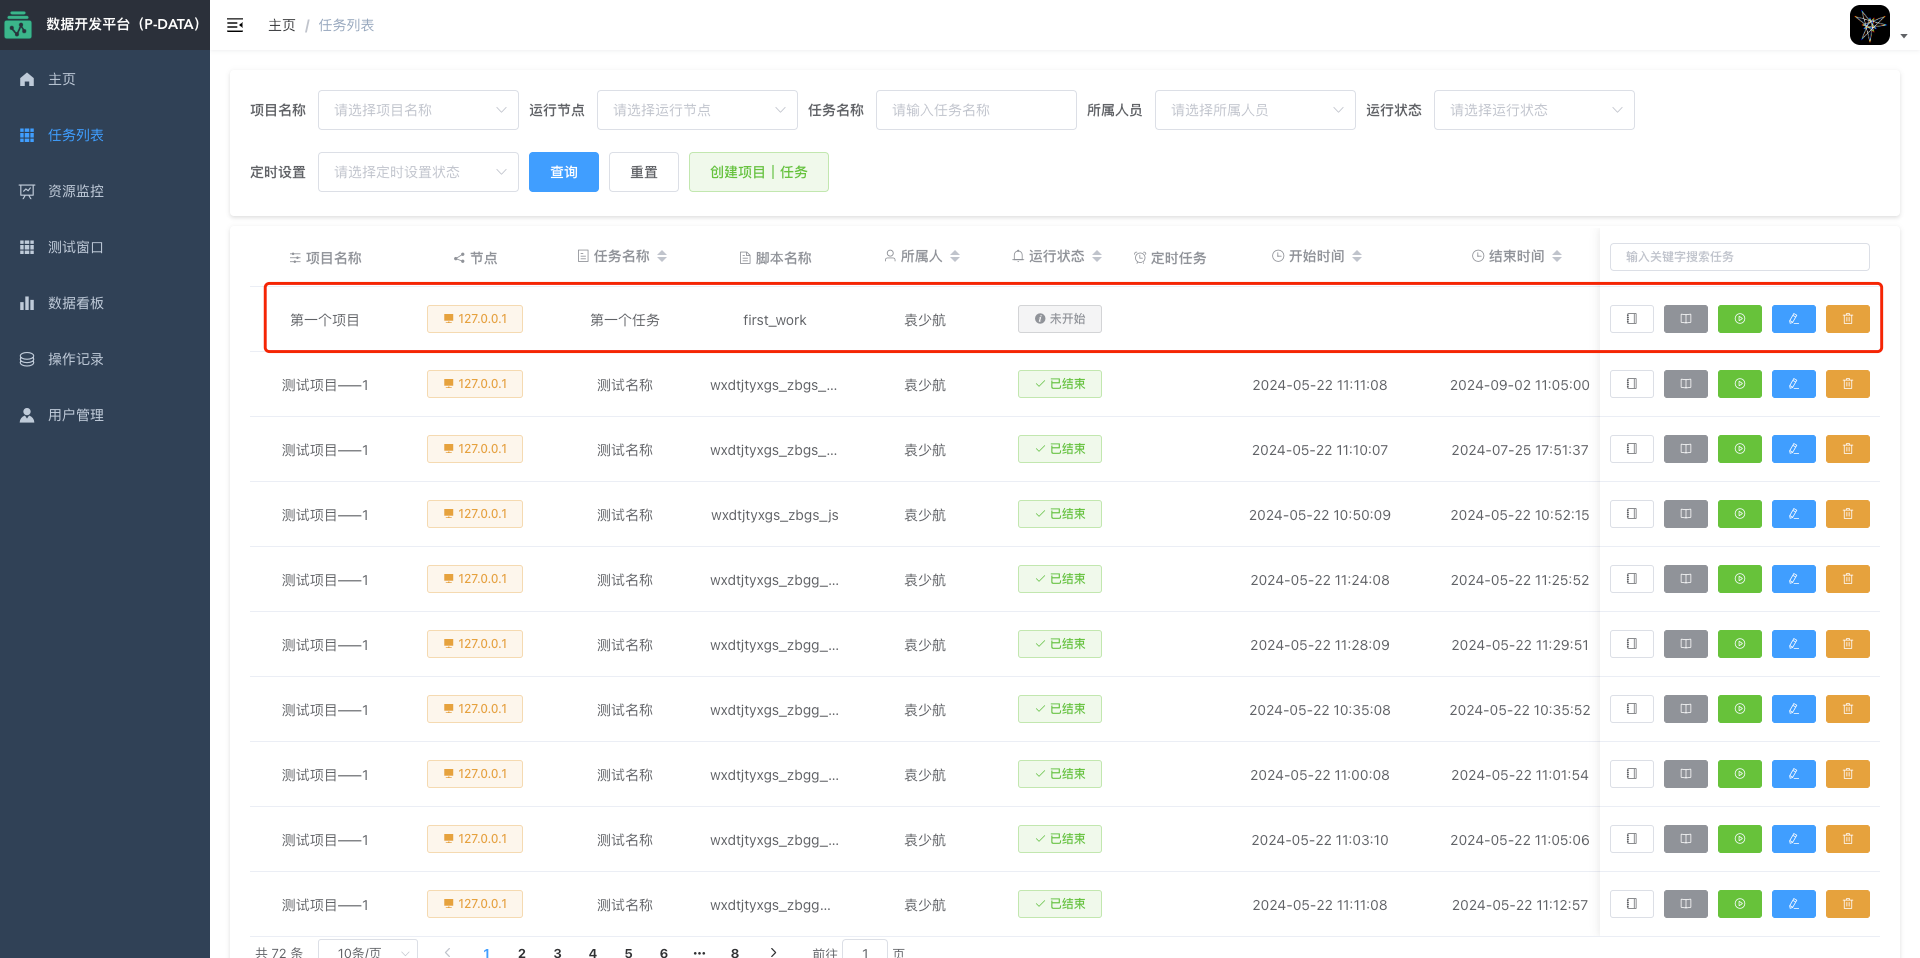 数据开发平台（P-DATA）
主页 / 任务列表
主页
任务列表
资源监控
测试窗口
数据看板
操作记录
用户管理
项目名称 请选择项目名称 运行节点 请选择运行节点 任务名称 请输入任务名称 所属人员 请选择所属人员 运行状态 请选择运行状态
定时设置 请选择定时设置状态 查询 重置 创建项目 | 任务
项目名称 节点 任务名称 脚本名称 所属人 运行状态 定时任务 开始时间 结束时间 输入关键字搜索任务
第一个项目 127.0.0.1 第一个任务 first_work 袁少航 未开始
测试项目——1 127.0.0.1 测试名称 wxdtjtyxgs_zbgs_... 袁少航 已结束 2024-05-22 11:11:08 2024-09-02 11:05:00
测试项目——1 127.0.0.1 测试名称 wxdtjtyxgs_zbgs_... 袁少航 已结束 2024-05-22 11:10:07 2024-07-25 17:51:37
测试项目——1 127.0.0.1 测试名称 wxdtjtyxgs_zbgs_js 袁少航 已结束 2024-05-22 10:50:09 2024-05-22 10:52:15
测试项目——1 127.0.0.1 测试名称 wxdtjtyxgs_zbgg_... 袁少航 已结束 2024-05-22 11:24:08 2024-05-22 11:25:52
测试项目——1 127.0.0.1 测试名称 wxdtjtyxgs_zbgg_... 袁少航 已结束 2024-05-22 11:28:09 2024-05-22 11:29:51
测试项目——1 127.0.0.1 测试名称 wxdtjtyxgs_zbgg_... 袁少航 已结束 2024-05-22 10:35:08 2024-05-22 10:35:52
测试项目——1 127.0.0.1 测试名称 wxdtjtyxgs_zbgg_... 袁少航 已结束 2024-05-22 11:00:08 2024-05-22 11:01:54
测试项目——1 127.0.0.1 测试名称 wxdtjtyxgs_zbgg_... 袁少航 已结束 2024-05-22 11:03:10 2024-05-22 11:05:06
测试项目——1 127.0.0.1 测试名称 wxdtjtyxgs_zbgg... 袁少航 已结束 2024-05-22 11:11:08 2024-05-22 11:12:57
共 72 条 10条/页 1 2 3 4 5 6 ··· 8 前往 1 页